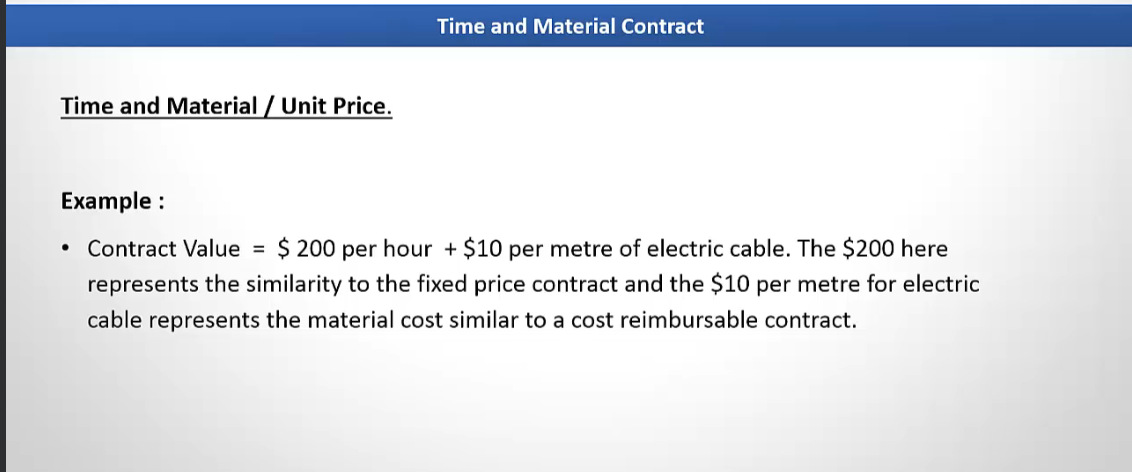 Time and Material Contract
Time and Material / Unit Price.
Example :
• Contract Value = $ 200 per hour + $10 per metre of electric cable. The $200 here
represents the similarity to the fixed price contract and the $10 per metre for electric
cable represents the material cost similar to a cost reimbursable contract.